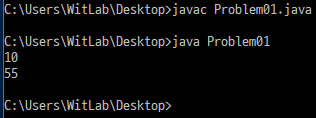 C:\Users\WitLab\Desktop>javac Problem01.java
C:\Users\WitLab\Desktop>java Problem01
10
55
C:\Users\WitLab\Desktop>